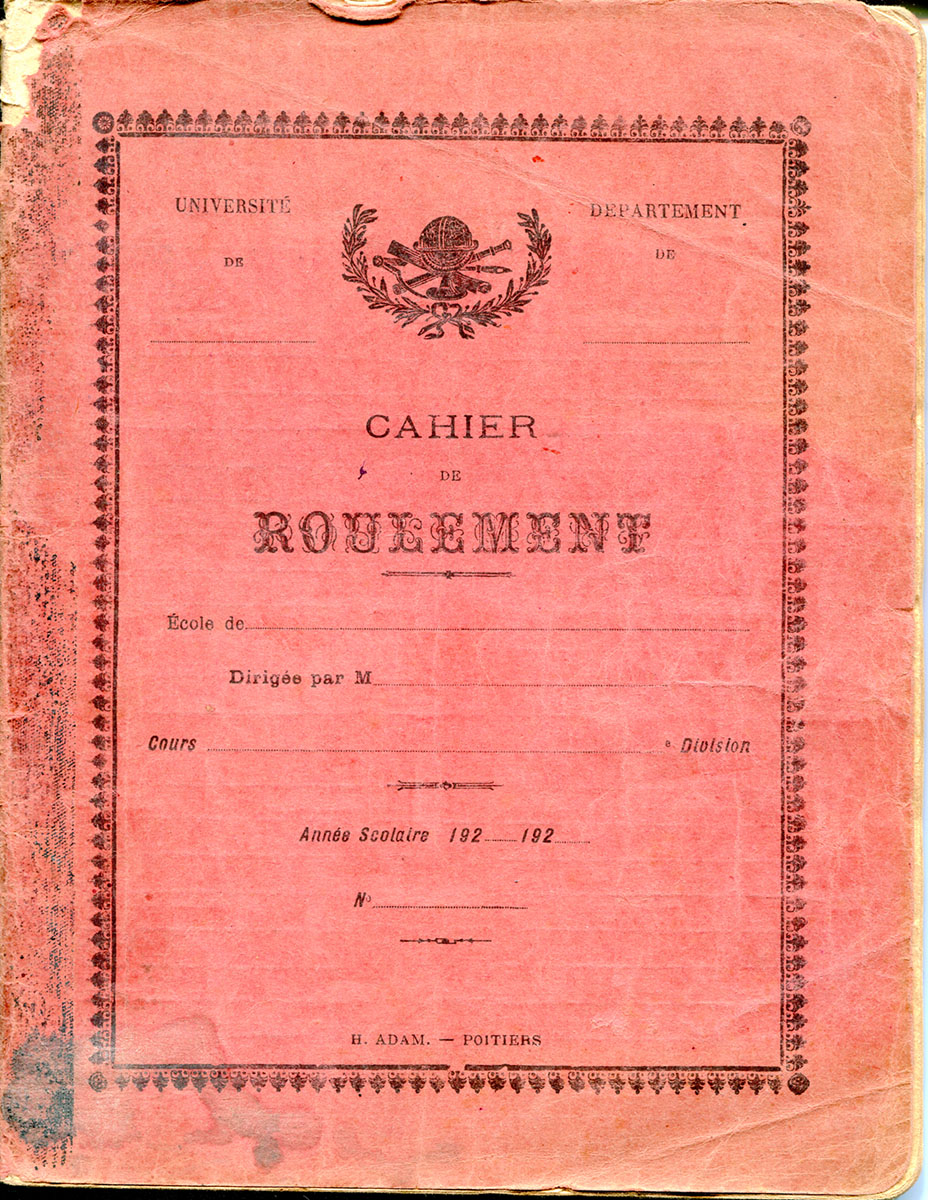 UNIVERSITÉ
DE
DÉPARTEMENT
DE
CAHIER
DE
ROULEMENT
École de
Dirigée par M
Cours e Division
Année Scolaire 192 192
No
H. ADAM. — POITIERS